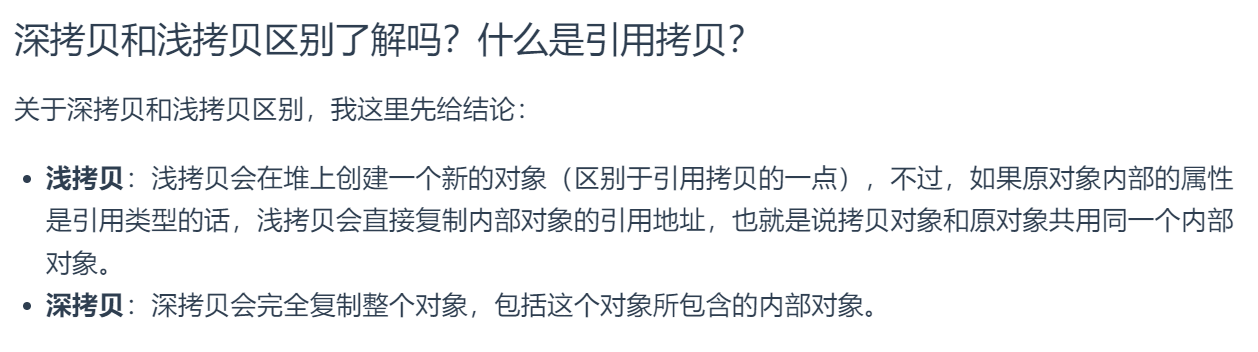 深拷贝和浅拷贝区别了解吗？什么是引用拷贝？
关于深拷贝和浅拷贝区别，我这里先给结论：
• 浅拷贝：浅拷贝会在堆上创建一个新的对象（区别于引用拷贝的一点），不过，如果原对象内部的属性
是引用类型的话，浅拷贝会直接复制内部对象的引用地址，也就是说拷贝对象和原对象共用同一个内部
对象。
• 深拷贝：深拷贝会完全复制整个对象，包括这个对象所包含的内部对象。